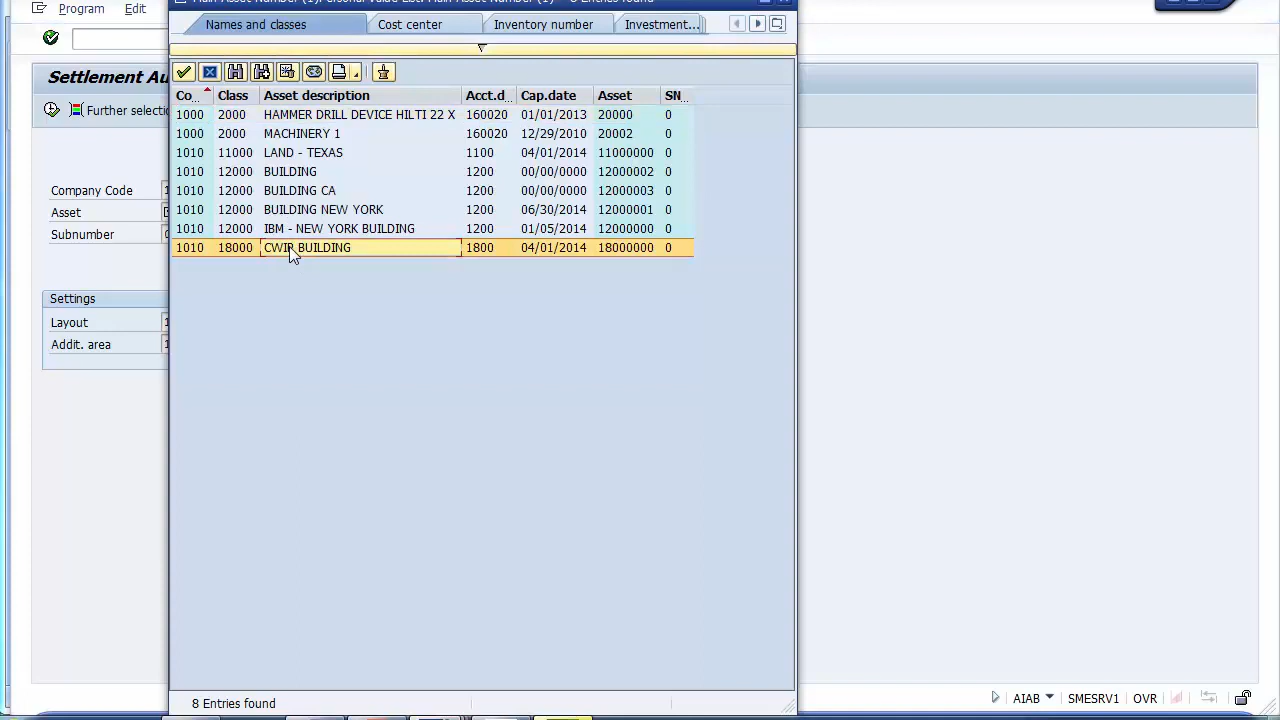 Edit
Names and classes Cost center Inventory number Investment...
Settlement Au
Further selectio
Co.. Class Asset description Acct.d.. Cap.date Asset SN..
1000 2000 HAMMER DRILL DEVICE HILTI 22 X 160020 01/01/2013 20000 0
1000 2000 MACHINERY 1 160020 12/29/2010 20002 0
1010 11000 LAND - TEXAS 1100 04/01/2014 11000000 0
1010 12000 BUILDING 1200 00/00/0000 12000002 0
1010 12000 BUILDING CA 1200 00/00/0000 12000003 0
1010 12000 BUILDING NEW YORK 1200 06/30/2014 12000001 0
1010 12000 IBM - NEW YORK BUILDING 1200 01/05/2014 12000000 0
1010 18000 CWIP BUILDING 1800 04/01/2014 18000000 0
Company Code
Asset
Subnumber
Settings
Layout
Addit. area
8 Entries found
AIAB SMESRV1 OVR